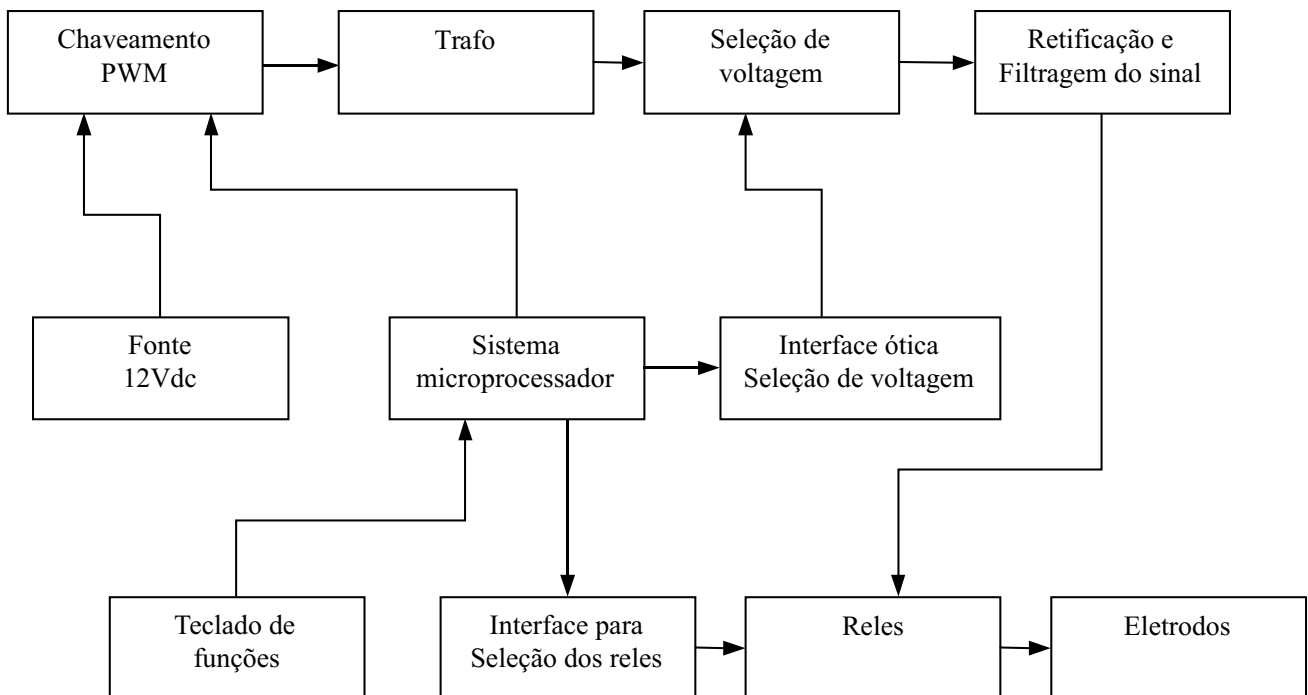 Chaveamento
PWM
Trafo
Seleção de
voltagem
Retificação e
Filtragem do sinal
Fonte
12Vdc
Sistema
microprocessador
Interface ótica
Seleção de voltagem
Teclado de
funções
Interface para
Seleção dos reles
Reles
Eletrodos